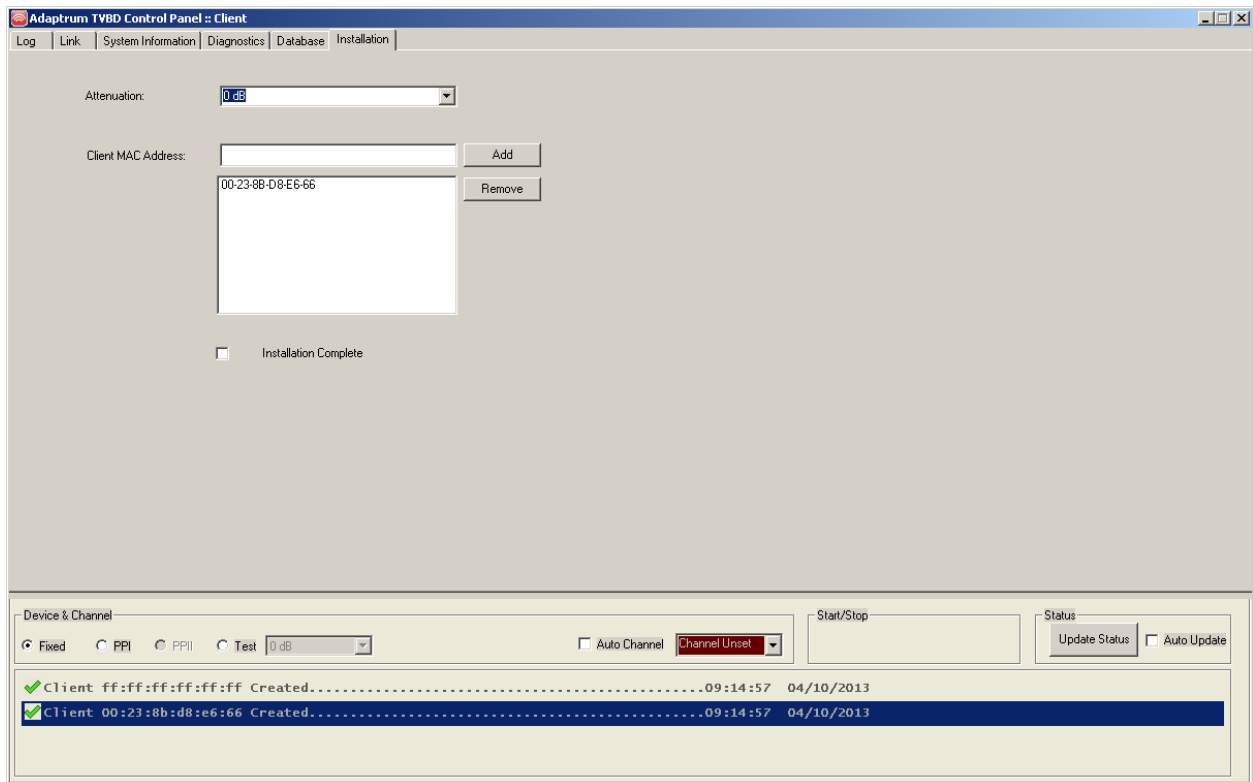 Adaptrum TVBD Control Panel :: Client
Log Link System Information Diagnostics Database Installation
Attenuation: 0 dB
Client MAC Address: Add
00-23-8B-D8-E6-66 Remove
Installation Complete
Device & Channel Start/Stop Status
Fixed PPI PPII Test 0 dB Auto Channel Channel Unset Update Status Auto Update
Client ff:ff:ff:ff:ff:ff Created................................................09:14:57 04/10/2013
Client 00:23:8b:d8:e6:66 Created................................................09:14:57 04/10/2013